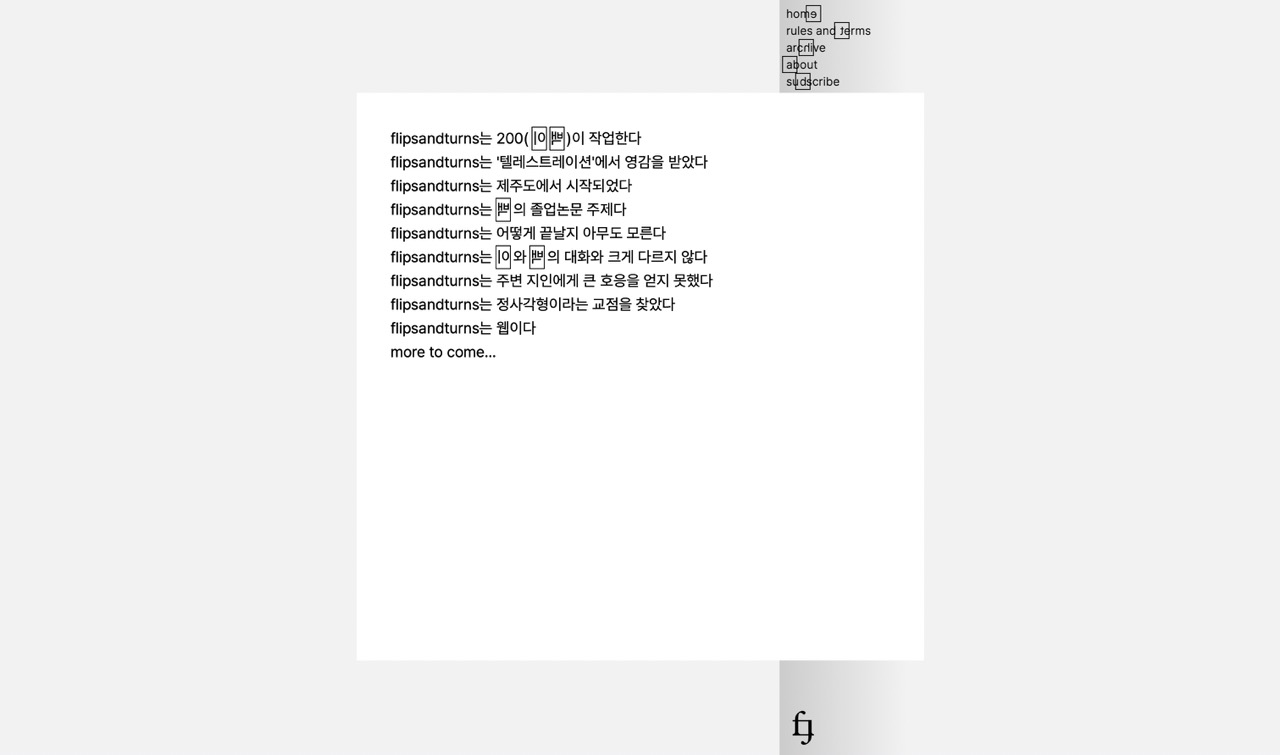 home
rules and terms
archive
about
subscribe
flipsandturns는 200( )이 작업한다
flipsandturns는 '텔레스트레이션'에서 영감을 받았다
flipsandturns는 제주도에서 시작되었다
flipsandturns는 의 졸업논문 주제다
flipsandturns는 어떻게 끝날지 아무도 모른다
flipsandturns는 와 의 대화와 크게 다르지 않다
flipsandturns는 주변 지인에게 큰 호응을 얻지 못했다
flipsandturns는 정사각형이라는 교점을 찾았다
flipsandturns는 웹이다
more to come...